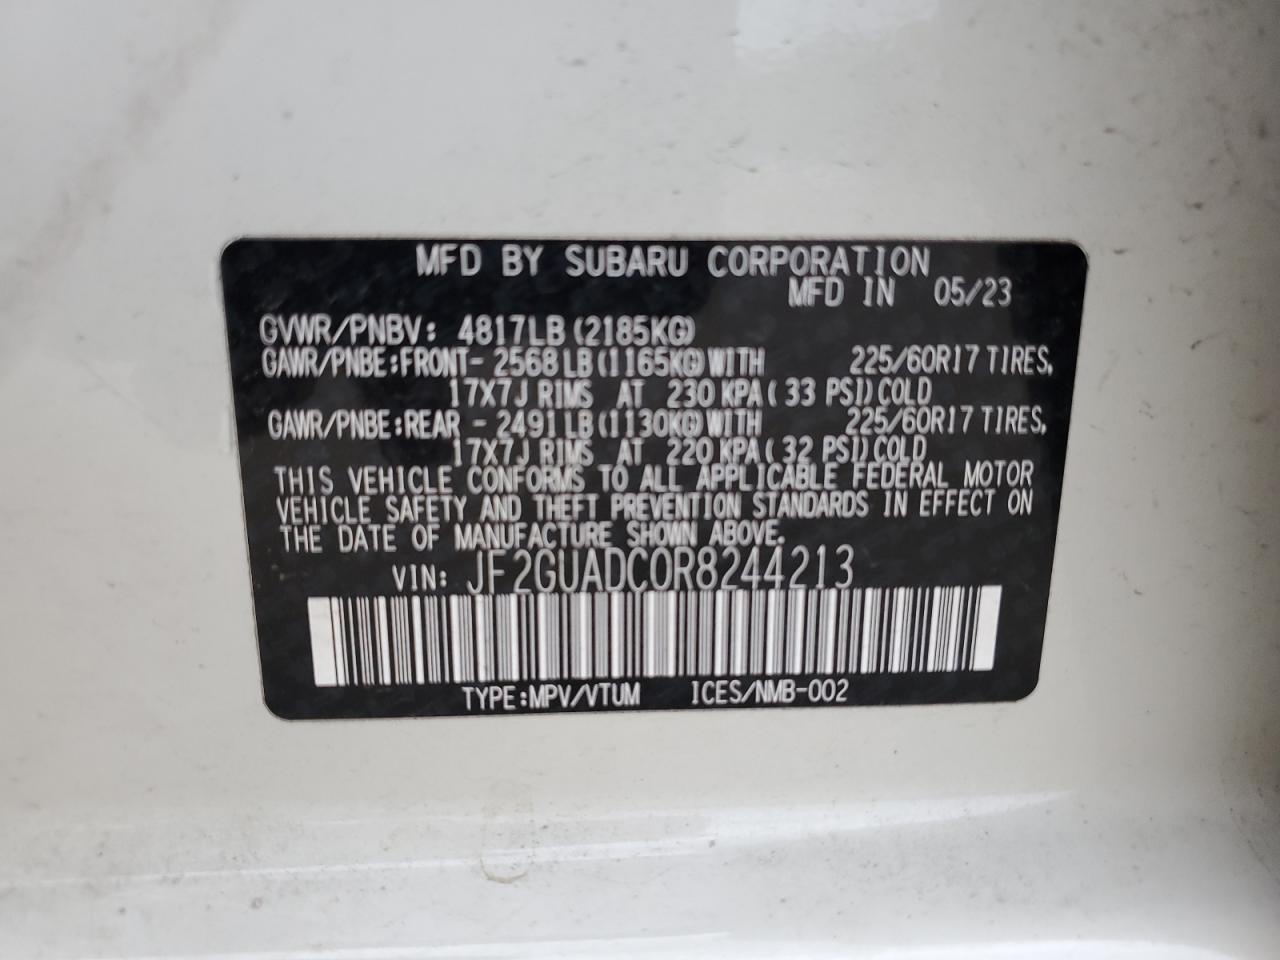 MFD BY SUBARU CORPORATION
MFD IN 05/23
GVWR/PNBV: 4817LB (2185KG)
GAWR/PNBE:FRONT- 2568LB (1165KG) WITH 225/60R17 TIRES,
17X7J RIMS AT 230 KPA ( 33 PSI) COLD
GAWR/PNBE:REAR - 2491LB (1130KG) WITH 225/60R17 TIRES,
17X7J RIMS AT 220 KPA ( 32 PSI) COLD
THIS VEHICLE CONFORMS TO ALL APPLICABLE FEDERAL MOTOR
VEHICLE SAFETY AND THEFT PREVENTION STANDARDS IN EFFECT ON
THE DATE OF MANUFACTURE SHOWN ABOVE.
VIN: JF2GUADC0R8244213
TYPE:MPV/VTUM ICES/NMB-002